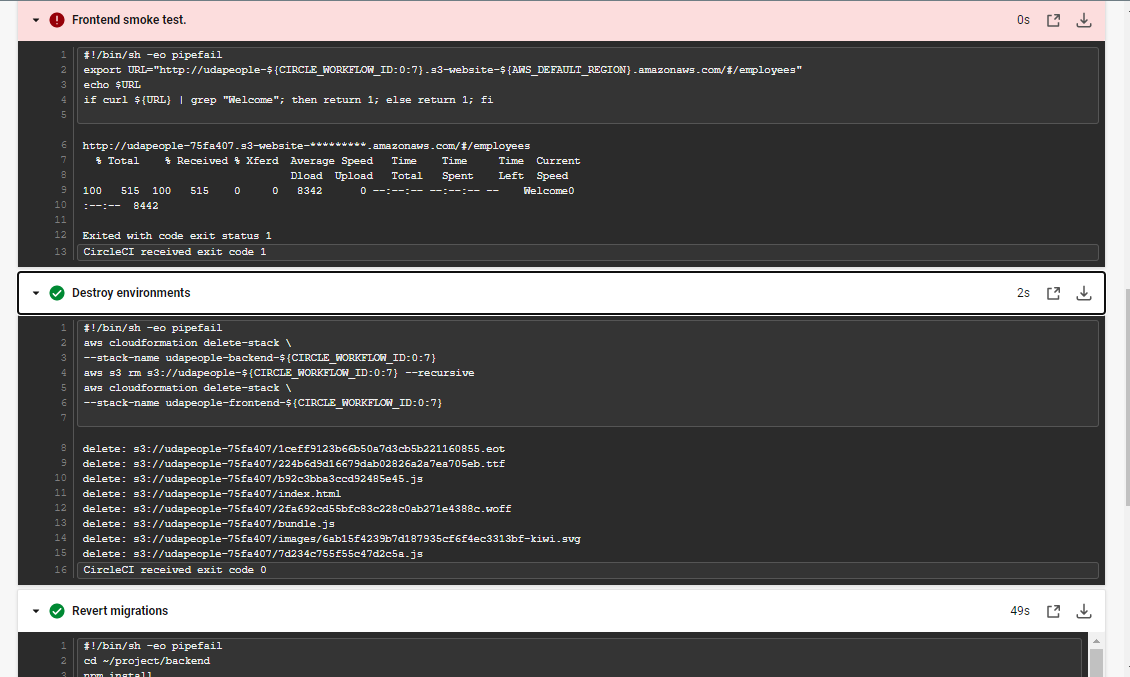 Frontend smoke test.
0s
1 #!/bin/sh -eo pipefail
2 export URL="http://udapeople-${CIRCLE_WORKFLOW_ID:0:7}.s3-website-${AWS_DEFAULT_REGION}.amazonaws.com/#/employees"
3 echo $URL
4 if curl ${URL} | grep "Welcome"; then return 1; else return 1; fi
5
6 http://udapeople-75fa407.s3-website-*********.amazonaws.com/#/employees
7 % Total % Received % Xferd Average Speed Time Time Time Current
8 Dload Upload Total Spent Left Speed
9 100 515 100 515 0 0 8342 0 --:--:-- --:--:-- -- Welcome0
10 :--:-- 8442
11
12 Exited with code exit status 1
13 CircleCI received exit code 1
Destroy environments
2s
1 #!/bin/sh -eo pipefail
2 aws cloudformation delete-stack \
3 --stack-name udapeople-backend-${CIRCLE_WORKFLOW_ID:0:7}
4 aws s3 rm s3://udapeople-${CIRCLE_WORKFLOW_ID:0:7} --recursive
5 aws cloudformation delete-stack \
6 --stack-name udapeople-frontend-${CIRCLE_WORKFLOW_ID:0:7}
7
8 delete: s3://udapeople-75fa407/1ceff9123b66b50a7d3cb5b221160855.eot
9 delete: s3://udapeople-75fa407/224b6d9d16679dab02826a2a7ea705eb.ttf
10 delete: s3://udapeople-75fa407/b92c3bba3ccd92485e45.js
11 delete: s3://udapeople-75fa407/index.html
12 delete: s3://udapeople-75fa407/2fa692cd55bfc83c228c0ab271e4388c.woff
13 delete: s3://udapeople-75fa407/bundle.js
14 delete: s3://udapeople-75fa407/images/6ab15f4239b7d187935cf6f4ec3313bf-kiwi.svg
15 delete: s3://udapeople-75fa407/7d234c755f55c47d2c5a.js
16 CircleCI received exit code 0
Revert migrations
49s
1 #!/bin/sh -eo pipefail
2 cd ~/project/backend
3 npm install